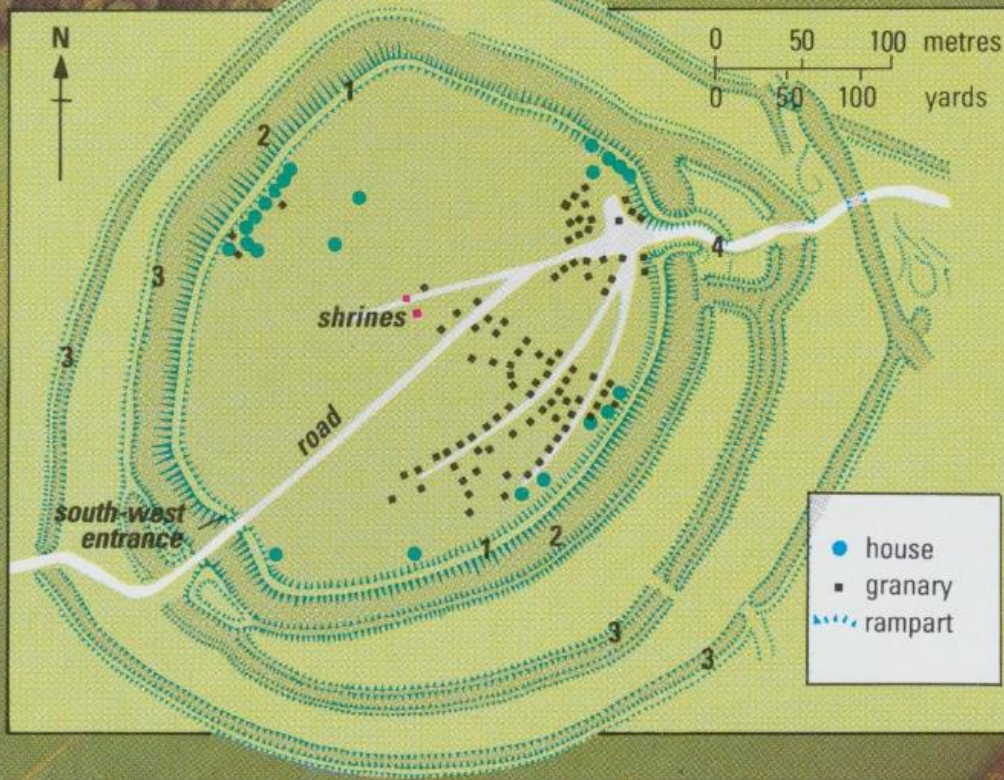 N
0 50 100 metres
0 50 100 yards
1
2
3
3
4
shrines
road
south-west
entrance
1
2
3
3
house
granary
rampart